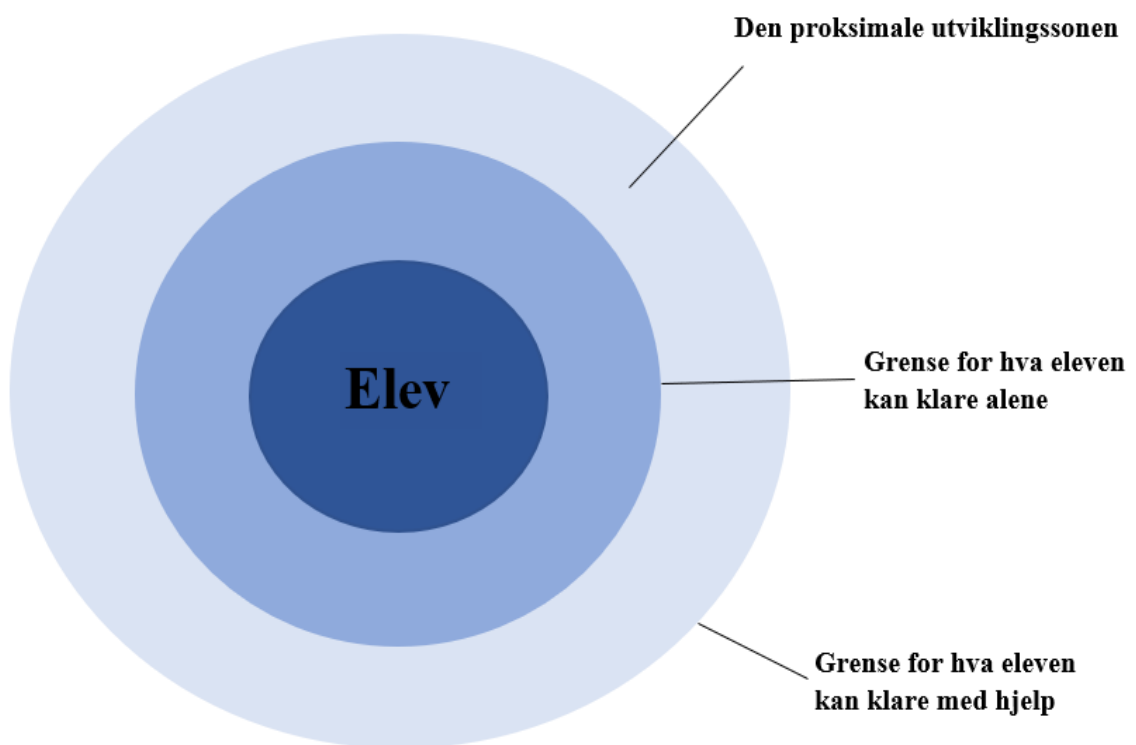 Den proksimale utviklingssonen
Grense for hva eleven
kan klare alene
Elev
Grense for hva eleven
kan klare med hjelp